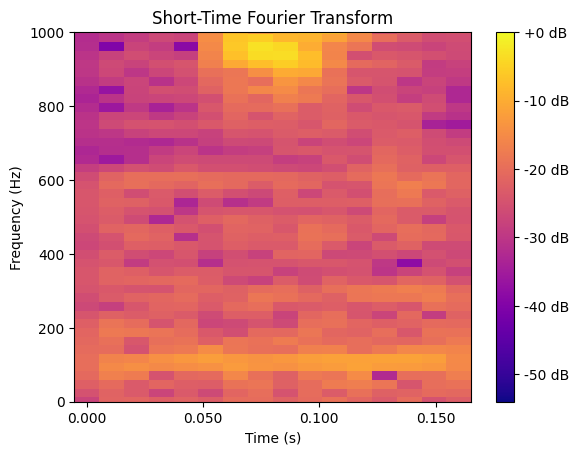 Short-Time Fourier Transform
1000
800
600
400
200
0
Frequency (Hz)
0.000
0.050
0.100
0.150
Time (s)
+0 dB
-10 dB
-20 dB
-30 dB
-40 dB
-50 dB